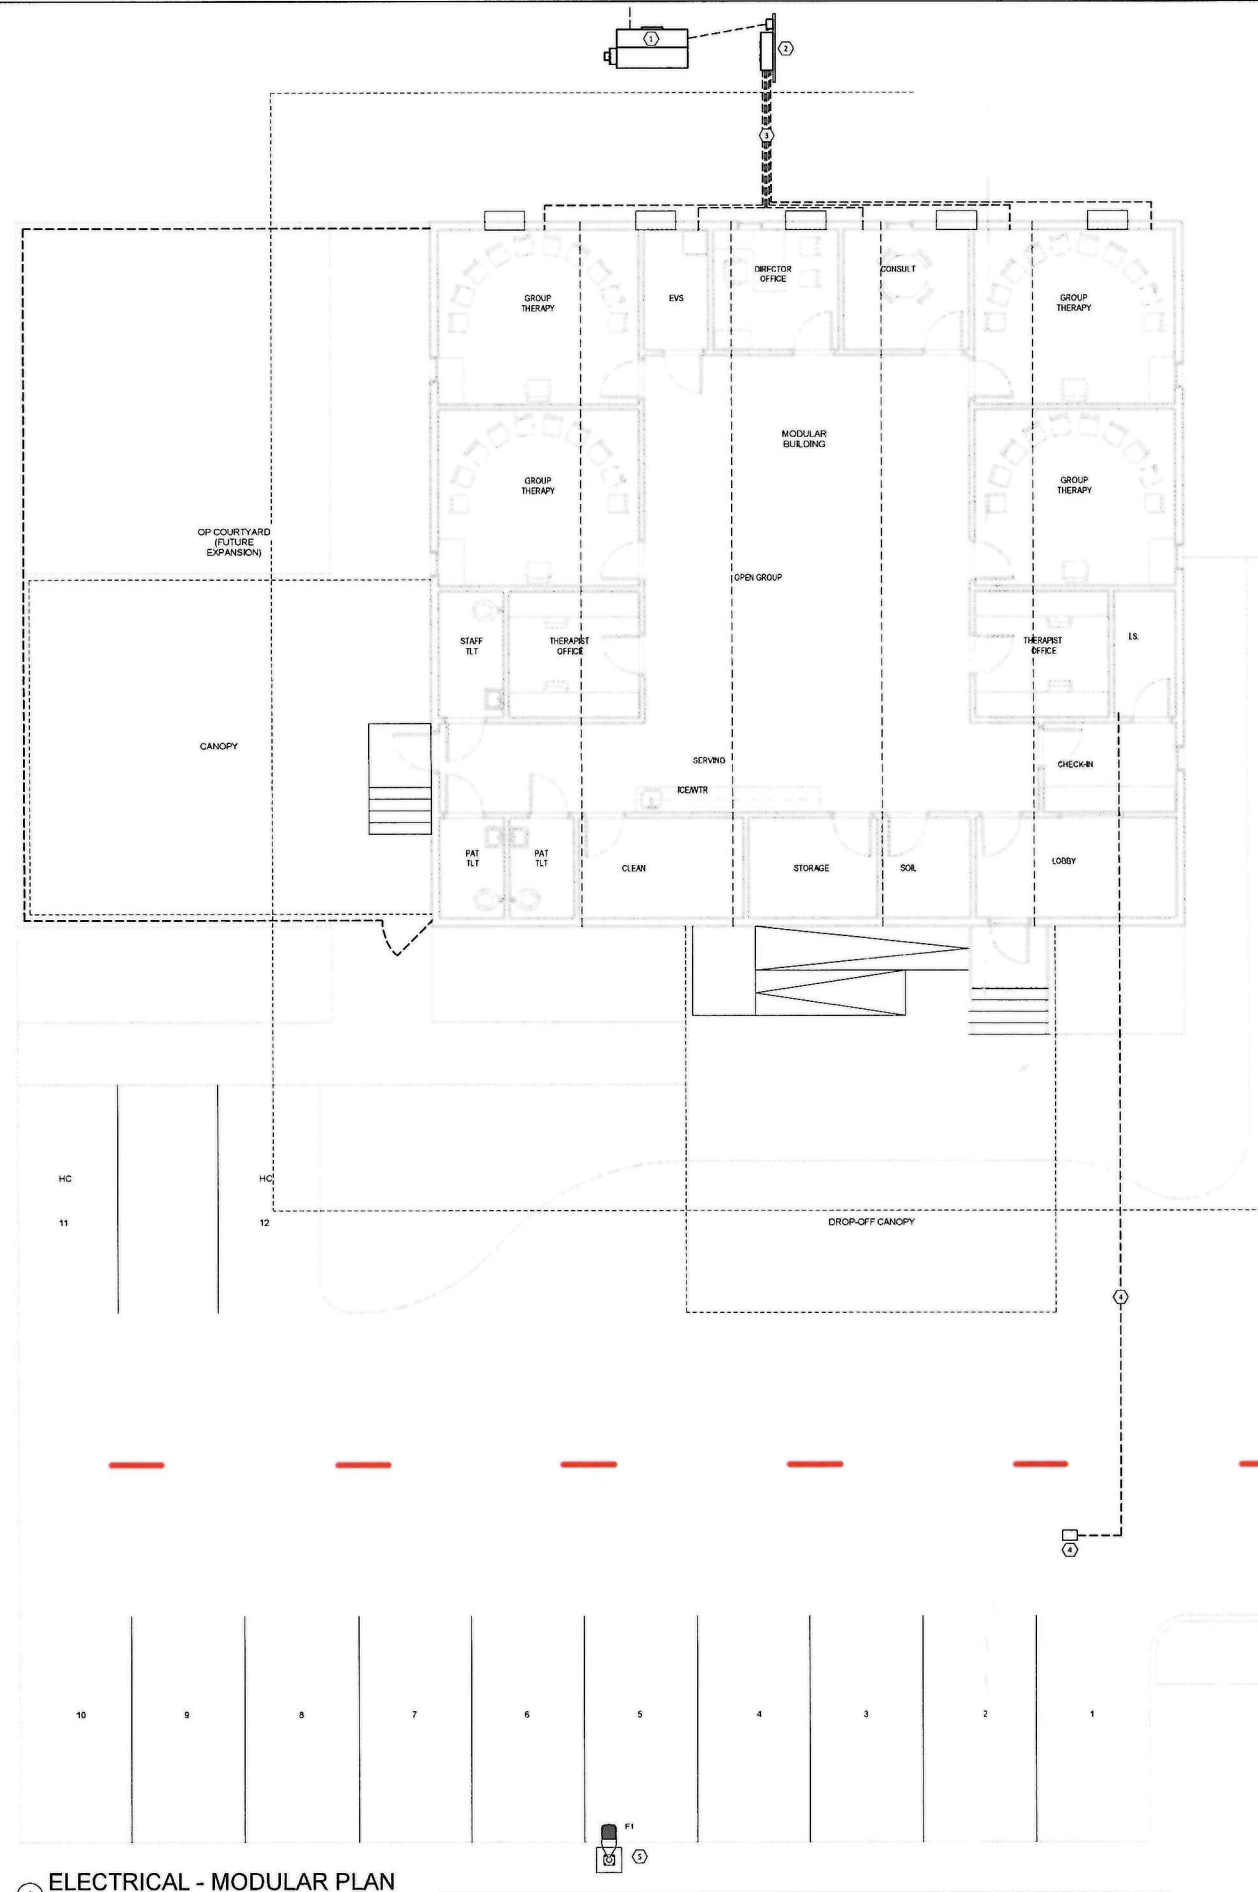 1
2
3
DIRECTOR
OFFICE
CONSULT
GROUP
THERAPY
EVS
GROUP
THERAPY
MODULAR
BUILDING
GROUP
THERAPY
GROUP
THERAPY
OP COURTYARD
(FUTURE
EXPANSION)
OPEN GROUP
STAFF
TLT
THERAPIST
OFFICE
THERAPIST
OFFICE
I.S.
CANOPY
SERVING
CHECK-IN
ICE/WTR
PAT
TLT
PAT
TLT
CLEAN
STORAGE
SOIL
LOBBY
HC
HC
11
12
DROP-OFF CANOPY
4
4
10
9
8
7
6
5
4
3
2
1
F1
5
ELECTRICAL - MODULAR PLAN